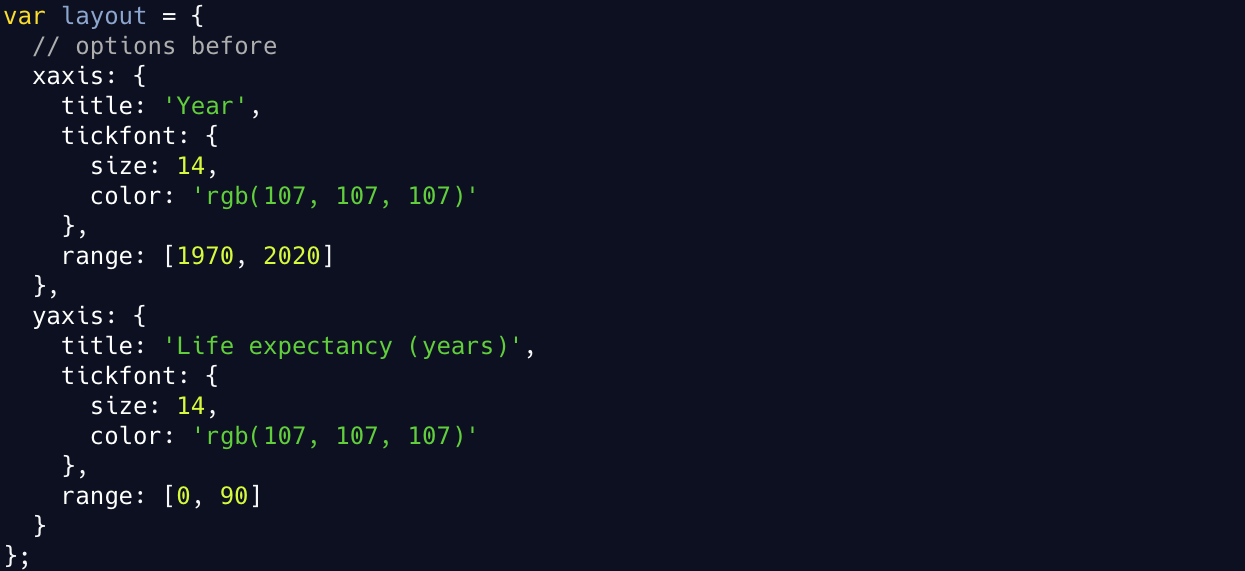 var layout = {
  // options before
  xaxis: {
    title: 'Year',
    tickfont: {
      size: 14,
      color: 'rgb(107, 107, 107)'
    },
    range: [1970, 2020]
  },
  yaxis: {
    title: 'Life expectancy (years)',
    tickfont: {
      size: 14,
      color: 'rgb(107, 107, 107)'
    },
    range: [0, 90]
  }
};